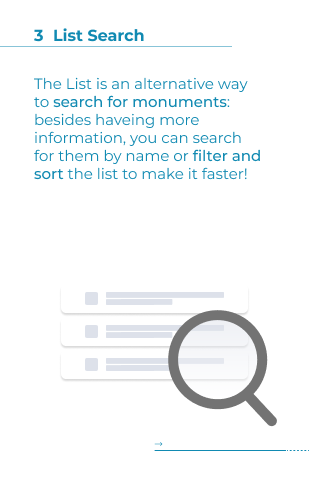 3 List Search
The List is an alternative way
to search for monuments:
besides haveing more
information, you can search
for them by name or filter and
sort the list to make it faster!
→